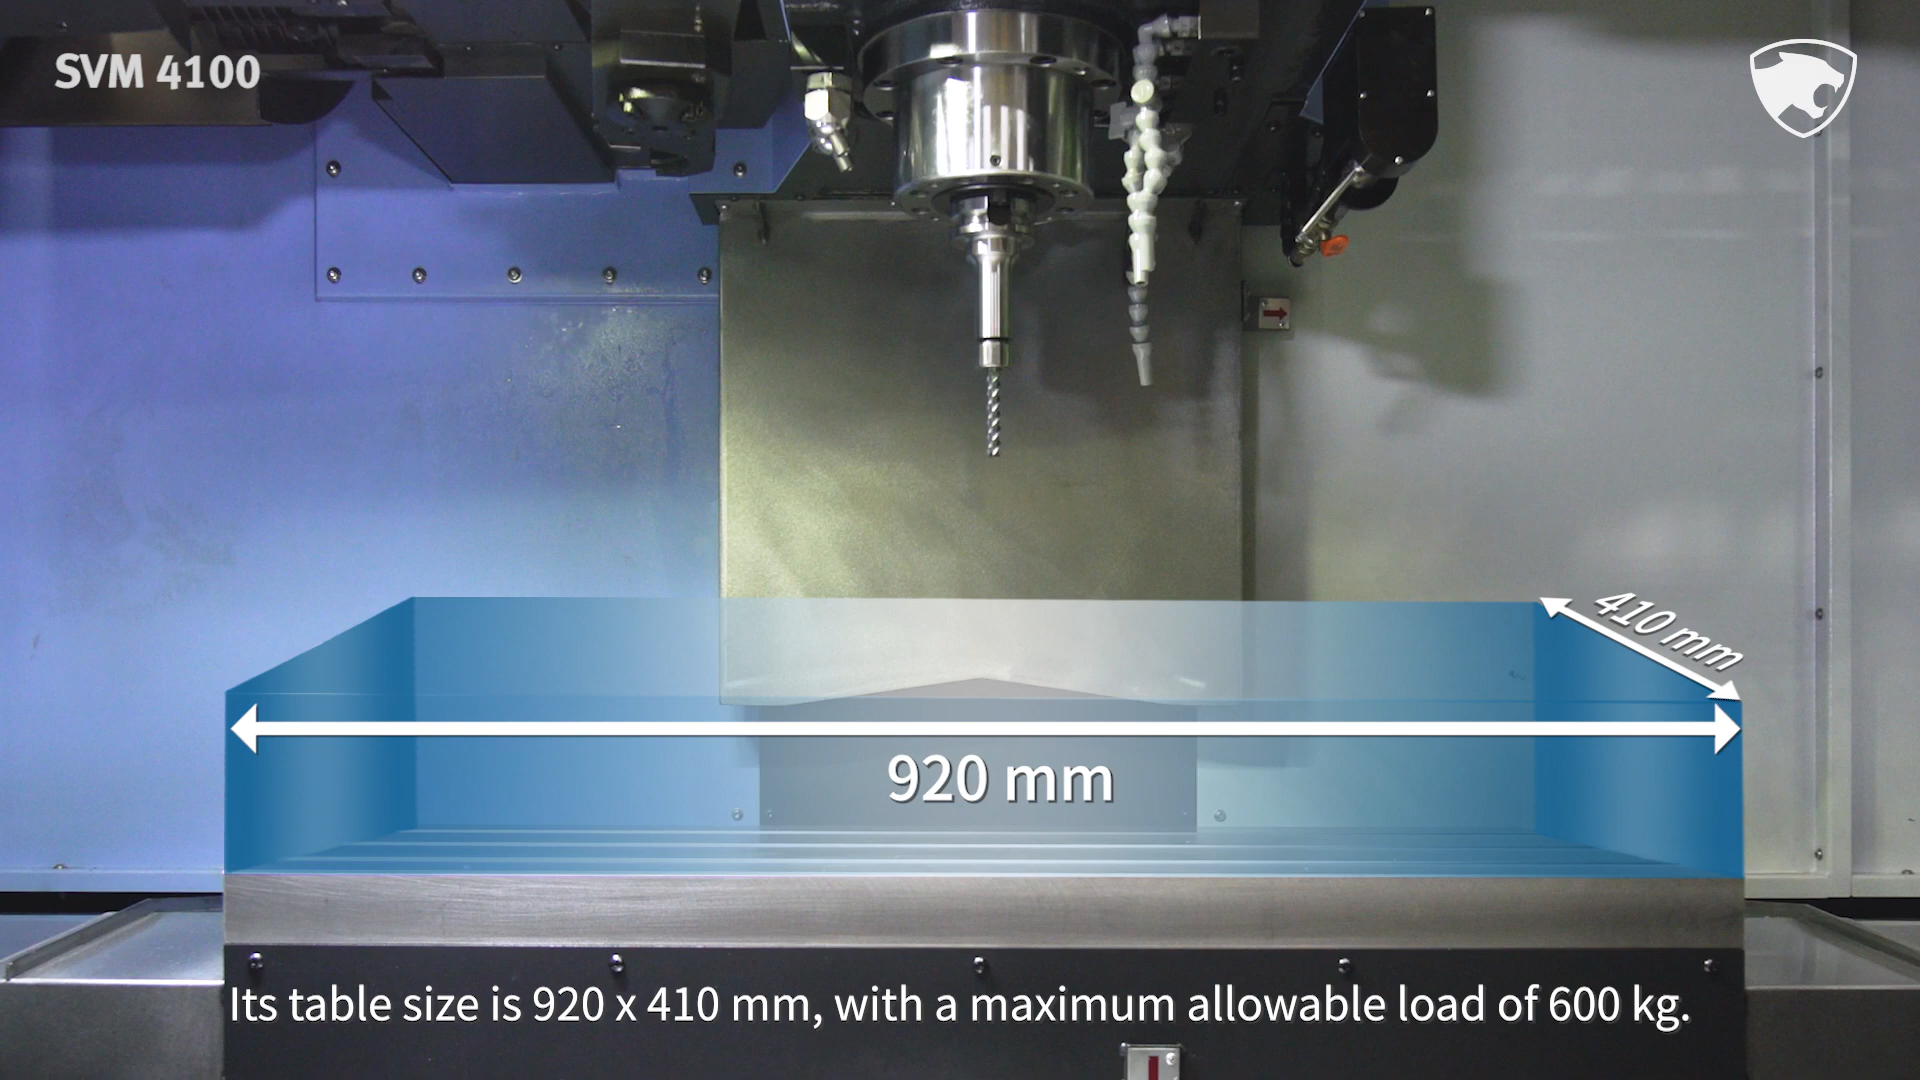 SVM 4100
410 mm
920 mm
Its table size is 920 x 410 mm, with a maximum allowable load of 600 kg.